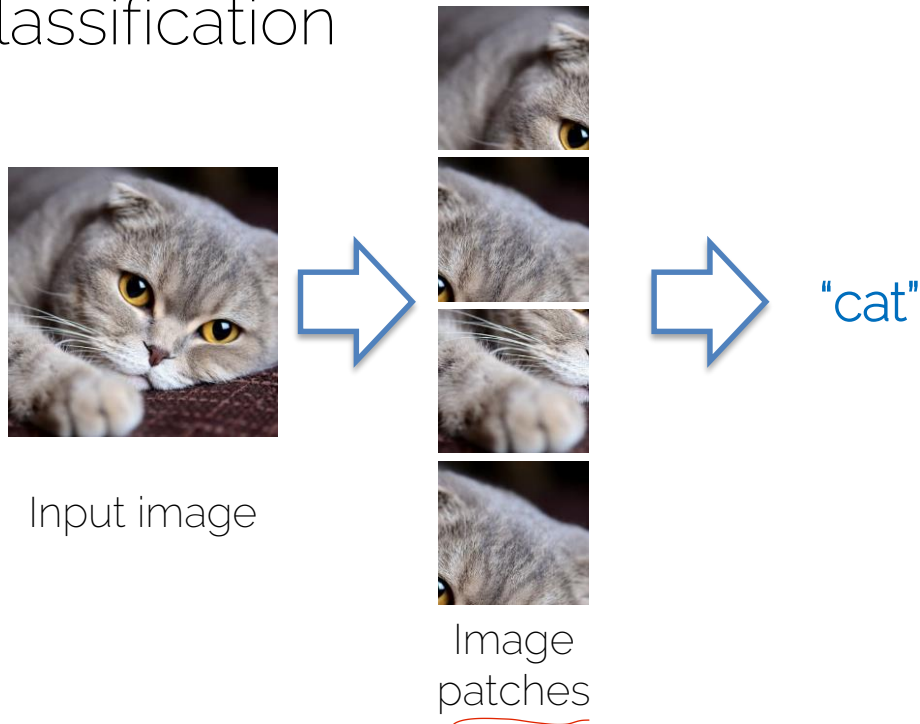 lassification
Input image
Image
patches
“cat”